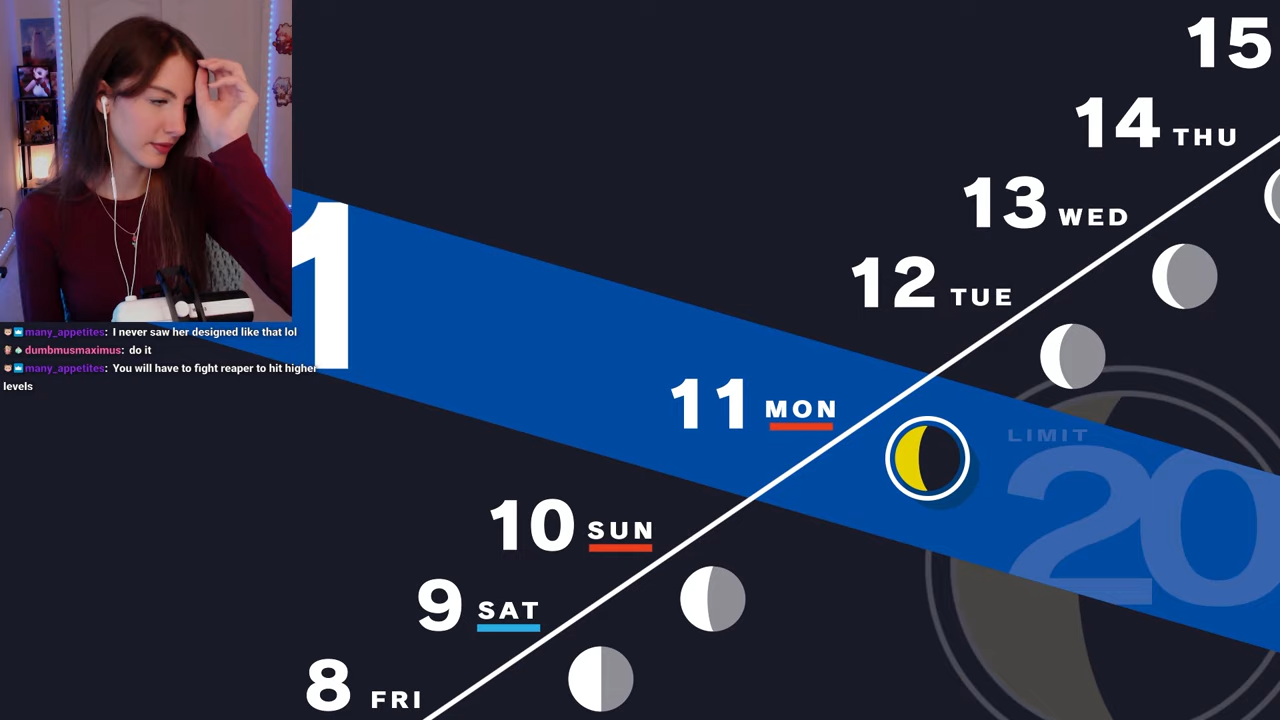 15
14 THU
13 WED
12 TUE
1
11 MON
LIMIT
20
10 SUN
9 SAT
8 FRI
many_appetites: I never saw her designed like that lol
dumbmusmaximus: do it
many_appetites: You will have to fight reaper to hit higher
levels